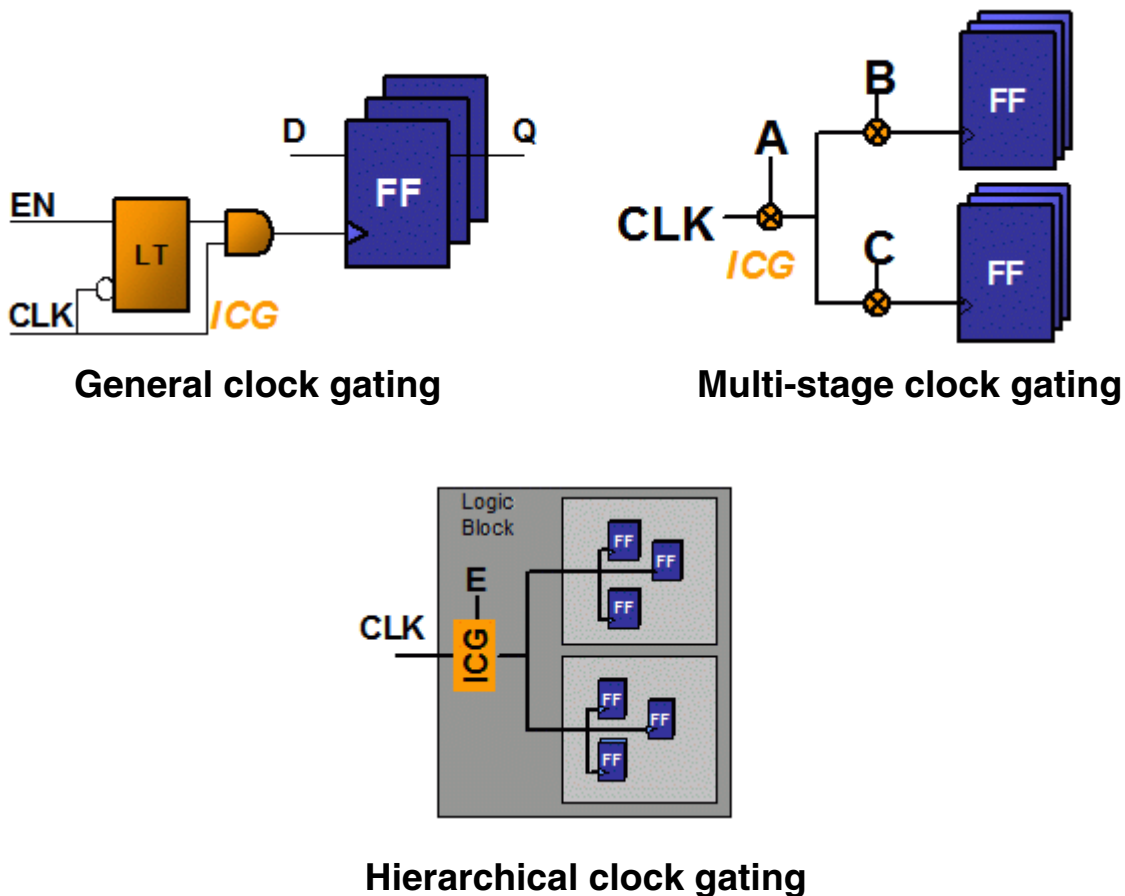 D
Q
FF
EN
LT
CLK
ICG
General clock gating
B
FF
A
CLK
ICG
C
FF
Multi-stage clock gating
Logic
Block
FF
FF
FF
E
CLK
ICG
FF
FF
FF
Hierarchical clock gating